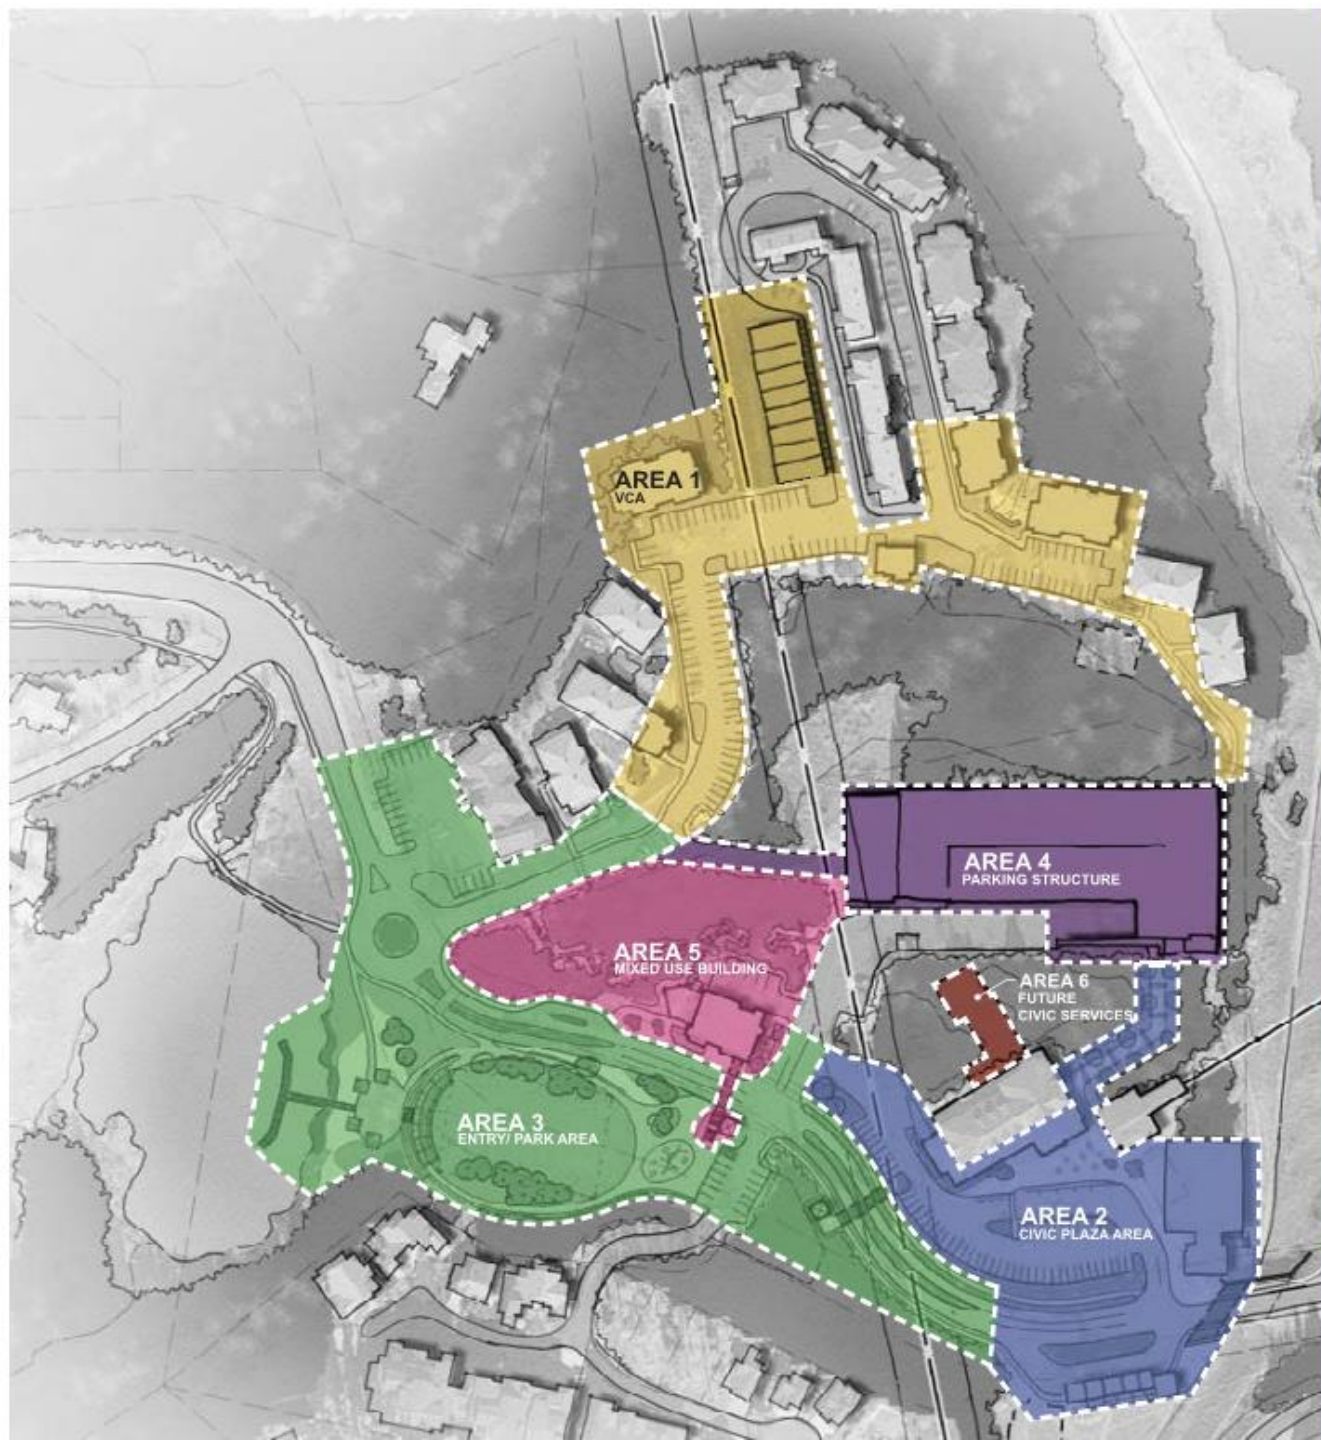 AREA 1
VCA
AREA 4
PARKING STRUCTURE
AREA 5
MIXED USE BUILDING
AREA 6
FUTURE
CIVIC SERVICES
AREA 3
ENTRY/ PARK AREA
AREA 2
CIVIC PLAZA AREA